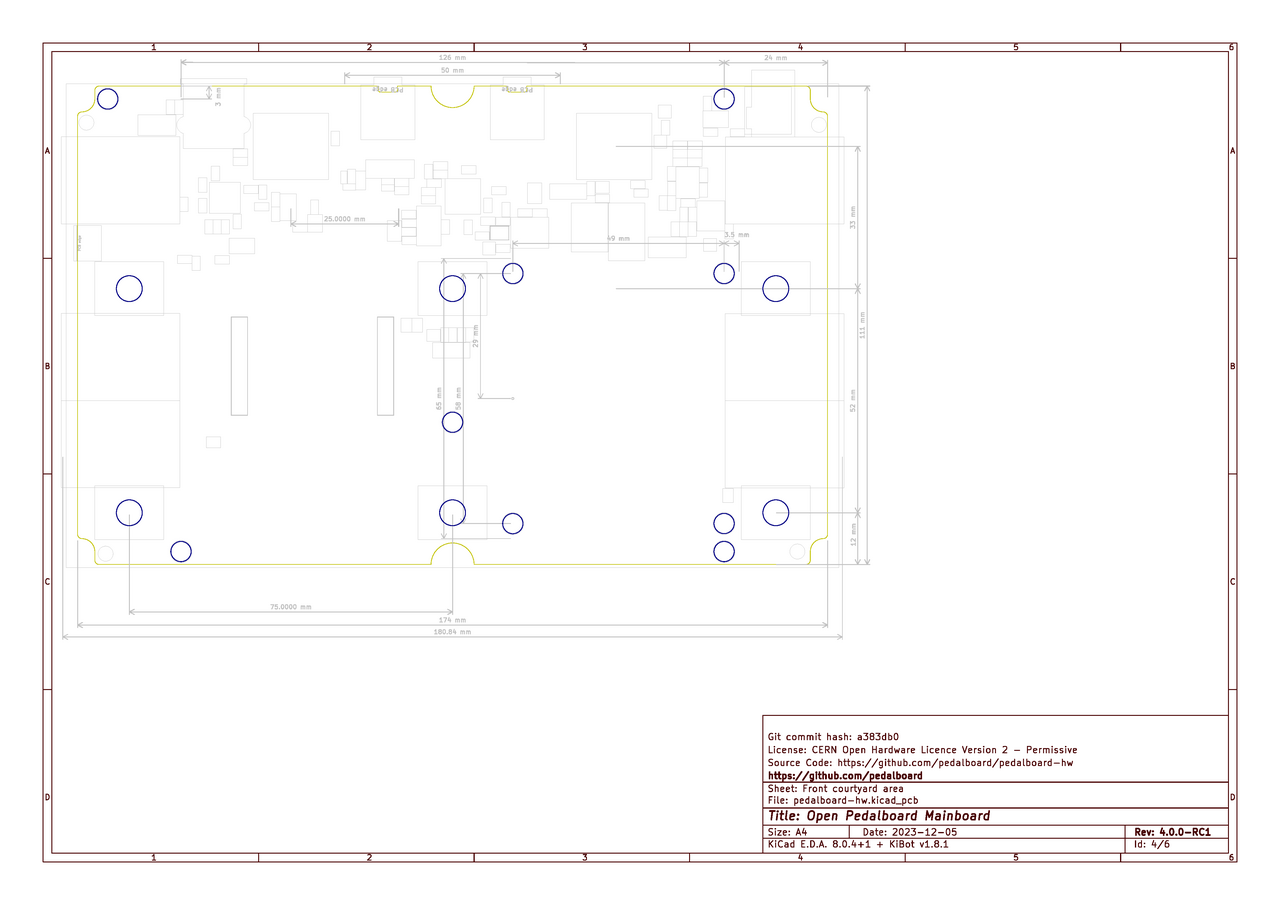 1 2 3 4 5 6
126 mm 24 mm
50 mm
PCB edge PCB edge
3 mm
A A
33 mm
25.0000 mm
49 mm 3.5 mm
111 mm
29 mm
B B
65 mm 58 mm 52 mm
12 mm
C C
75.0000 mm
174 mm
180.84 mm
Git commit hash: a383db0
License: CERN Open Hardware Licence Version 2 - Permissive
Source Code: https://github.com/pedalboard/pedalboard-hw
https://github.com/pedalboard
Sheet: Front courtyard area
D D
File: pedalboard-hw.kicad_pcb
Title: Open Pedalboard Mainboard
Size: A4 Date: 2023-12-05 Rev: 4.0.0-RC1
KiCad E.D.A. 8.0.4+1 + KiBot v1.8.1 Id: 4/6
1 2 3 4 5 6